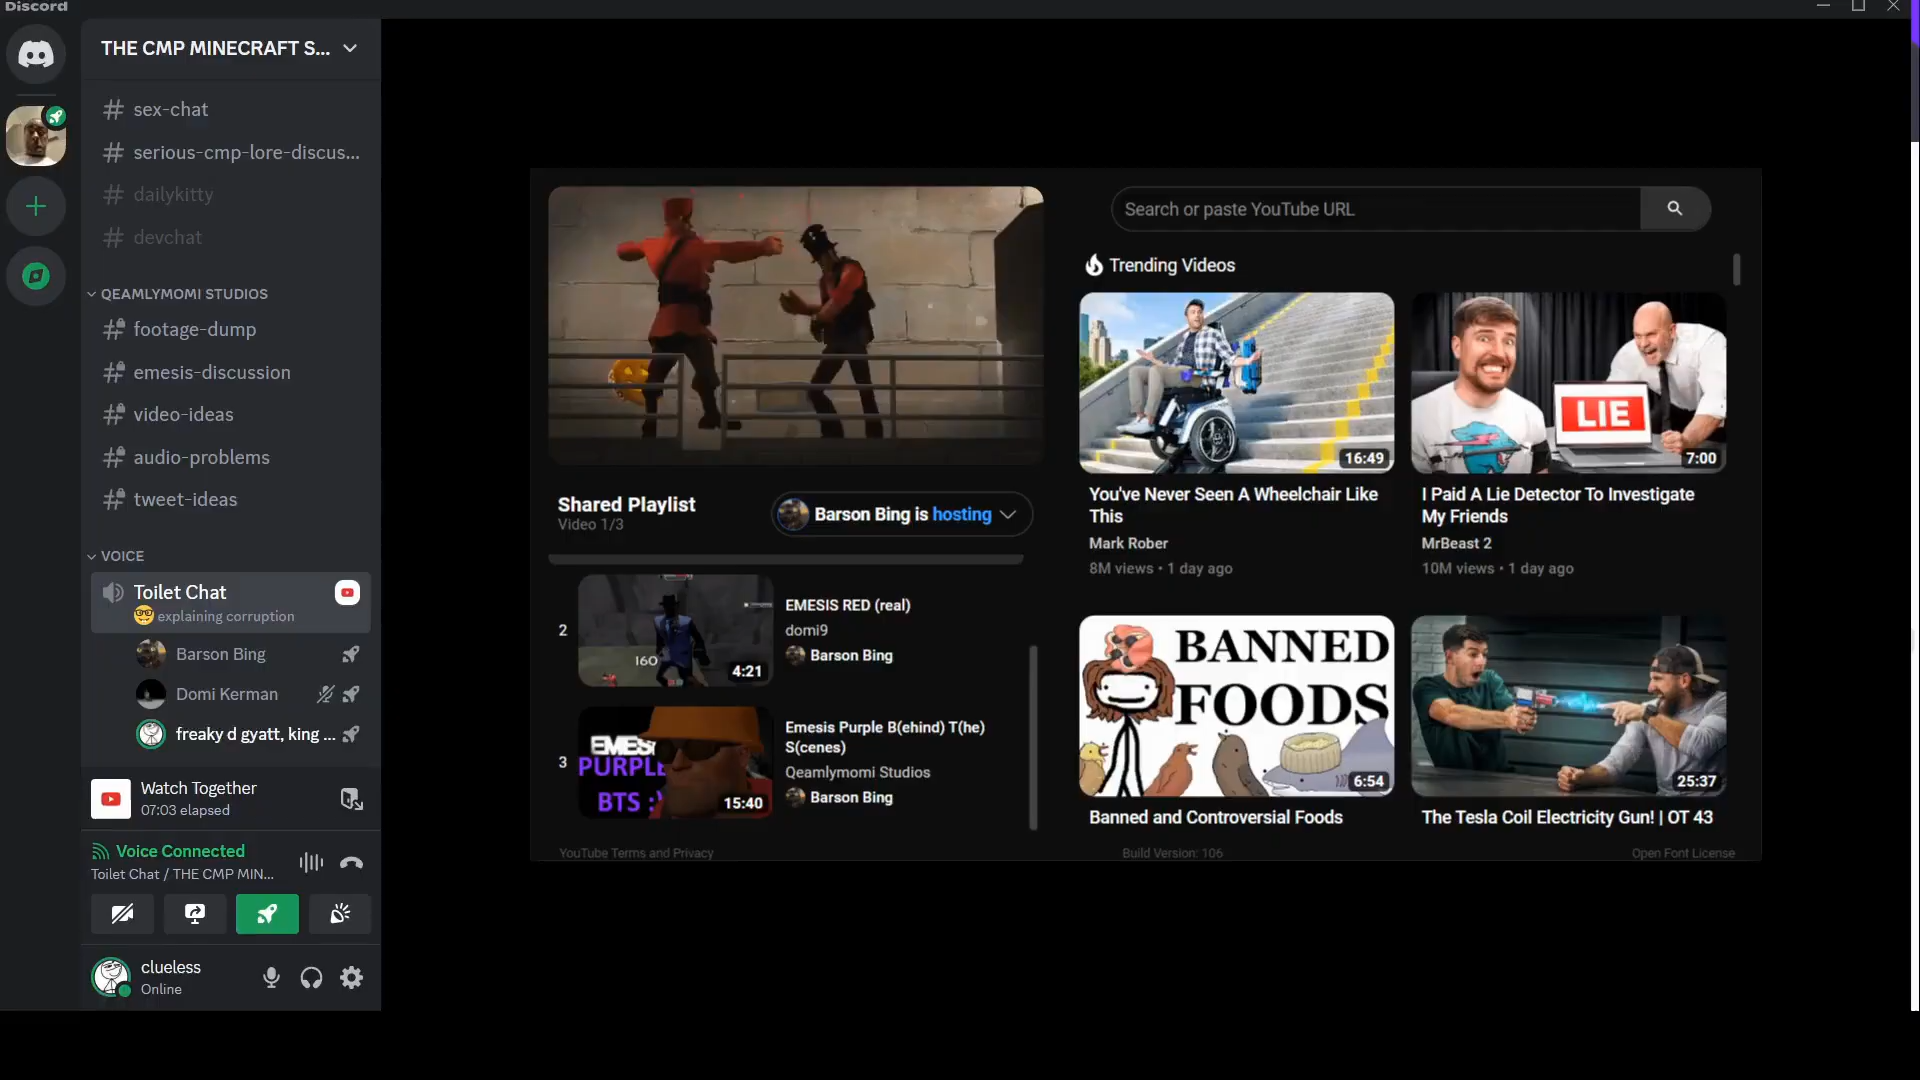 Discord
THE CMP MINECRAFT S...
sex-chat
serious-cmp-lore-discus...
dailykitty
devchat
QEAMLYMOMI STUDIOS
footage-dump
emesis-discussion
video-ideas
audio-problems
tweet-ideas
VOICE
Toilet Chat
🤓 explaining corruption
Barson Bing
Domi Kerman
freaky d gyatt, king ...
Watch Together
07:03 elapsed
Voice Connected
Toilet Chat / THE CMP MIN...
clueless
Online
Shared Playlist
Video 1/3
Barson Bing is hosting
2
160
4:21
EMESIS RED (real)
domi9
Barson Bing
3
EMESI
PURPLE
BTS :)
15:40
Emesis Purple B(ehind) T(he)
S(cenes)
Qeamlymomi Studios
Barson Bing
YouTube Terms and Privacy
Search or paste YouTube URL
Trending Videos
16:49
You've Never Seen A Wheelchair Like
This
Mark Rober
8M views • 1 day ago
LIE
7:00
I Paid A Lie Detector To Investigate
My Friends
MrBeast 2
10M views • 1 day ago
BANNED
FOODS
6:54
Banned and Controversial Foods
25:37
The Tesla Coil Electricity Gun! | OT 43
Build Version: 106
Open Font License